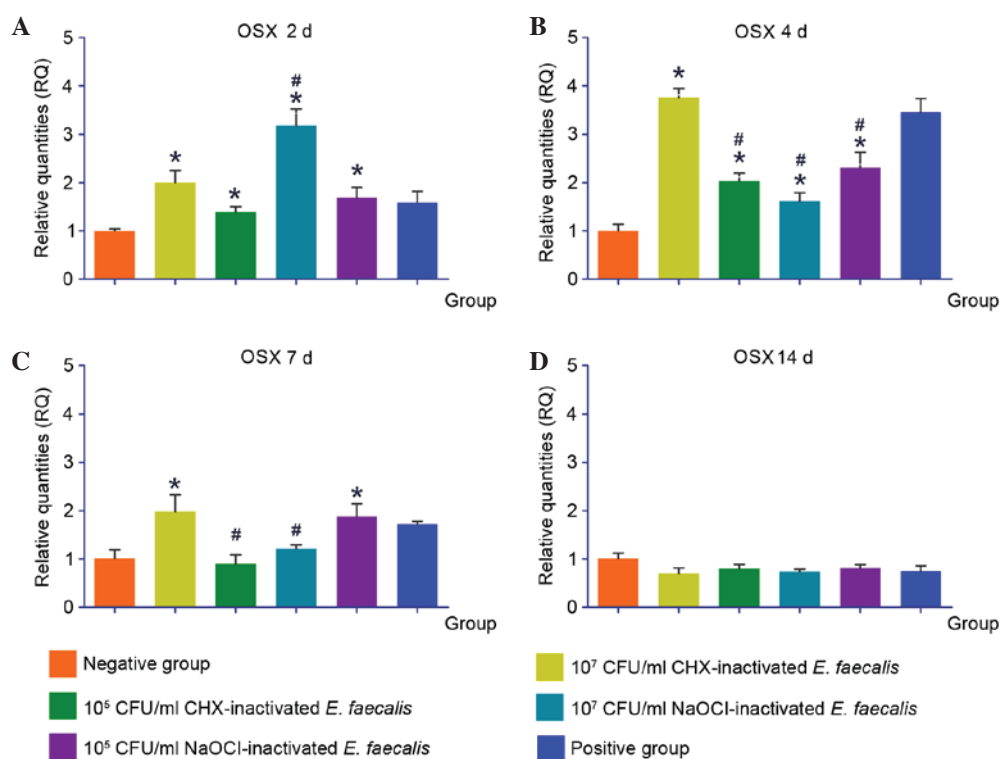 A
OSX 2 d
Relative quantities (RQ)
5
4
3
2
1
0
*
*
#
*
*
Group
B
OSX 4 d
Relative quantities (RQ)
5
4
3
2
1
0
*
#
*
#
*
#
*
Group
C
OSX 7 d
Relative quantities (RQ)
5
4
3
2
1
0
*
#
#
*
Group
D
OSX 14 d
Relative quantities (RQ)
5
4
3
2
1
0
Group
Negative group
10⁵ CFU/ml CHX-inactivated E. faecalis
10⁵ CFU/ml NaOCl-inactivated E. faecalis
10⁷ CFU/ml CHX-inactivated E. faecalis
10⁷ CFU/ml NaOCl-inactivated E. faecalis
Positive group